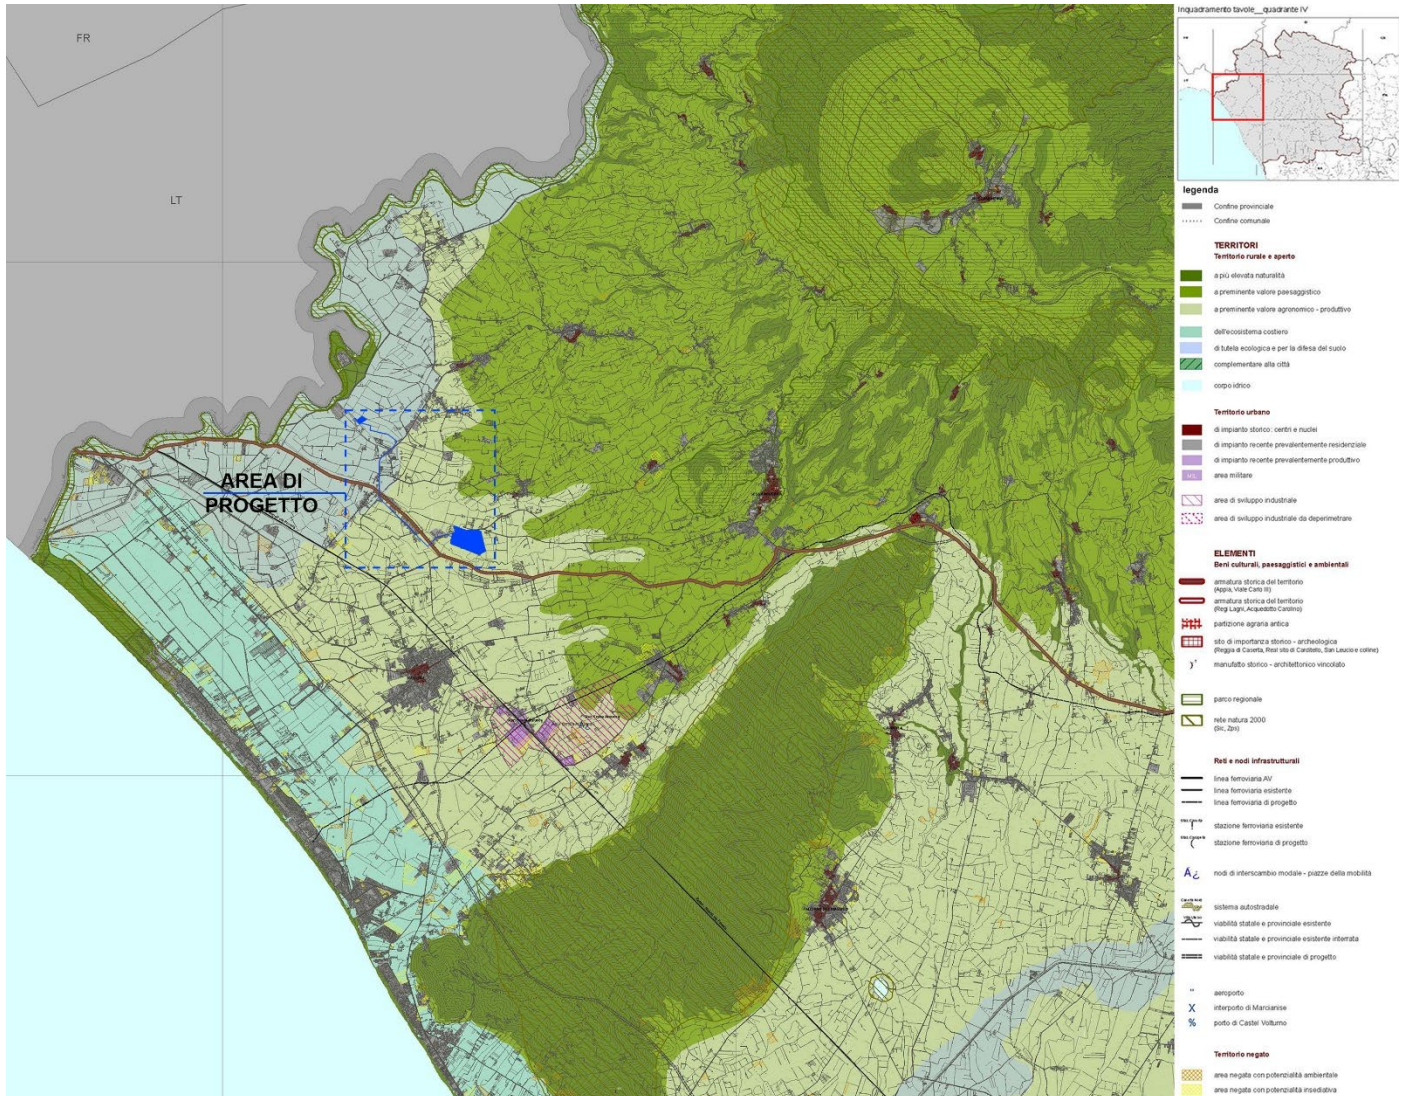 Inquadramento tavole__quadrante IV
FR
LT
AREA DI
PROGETTO
legenda
Confine provinciale
Confine comunale
TERRITORI
Territorio rurale e aperto
a più elevata naturalità
a preminente valore paesaggistico
a preminente valore agronomico - produttivo
dell'ecosistema costiero
di tutela ecologica e per la difesa del suolo
complementare alla città
corpo idrico
Territorio urbano
di impianto storico: centri e nuclei
di impianto recente prevalentemente residenziale
di impianto recente prevalentemente produttivo
area militare
area di sviluppo industriale
area di sviluppo industriale da deperimetrare
ELEMENTI
Beni culturali, paesaggistici e ambientali
armatura storica del territorio
(Appia, Viale Carlo III)
armatura storica del territorio
(Regi Lagni, Acquedotto Carolino)
partizione agraria antica
sito di importanza storico - archeologica
(Reggia di Caserta, Real sito di Carditello, San Leucio e colline)
manufatto storico - architettonico vincolato
parco regionale
rete natura 2000
(Sic, Zps)
Reti e nodi infrastrutturali
linea ferroviaria AV
linea ferroviaria esistente
linea ferroviaria di progetto
stazione ferroviaria esistente
stazione ferroviaria di progetto
A¿ nodi di interscambio modale - piazze della mobilità
sistema autostradale
viabilità statale e provinciale esistente
viabilità statale e provinciale esistente interrata
viabilità statale e provinciale di progetto
aeroporto
X interporto di Marcianise
% porto di Castel Volturno
Territorio negato
area negata con potenzialità ambientale
area negata con potenzialità insediativa